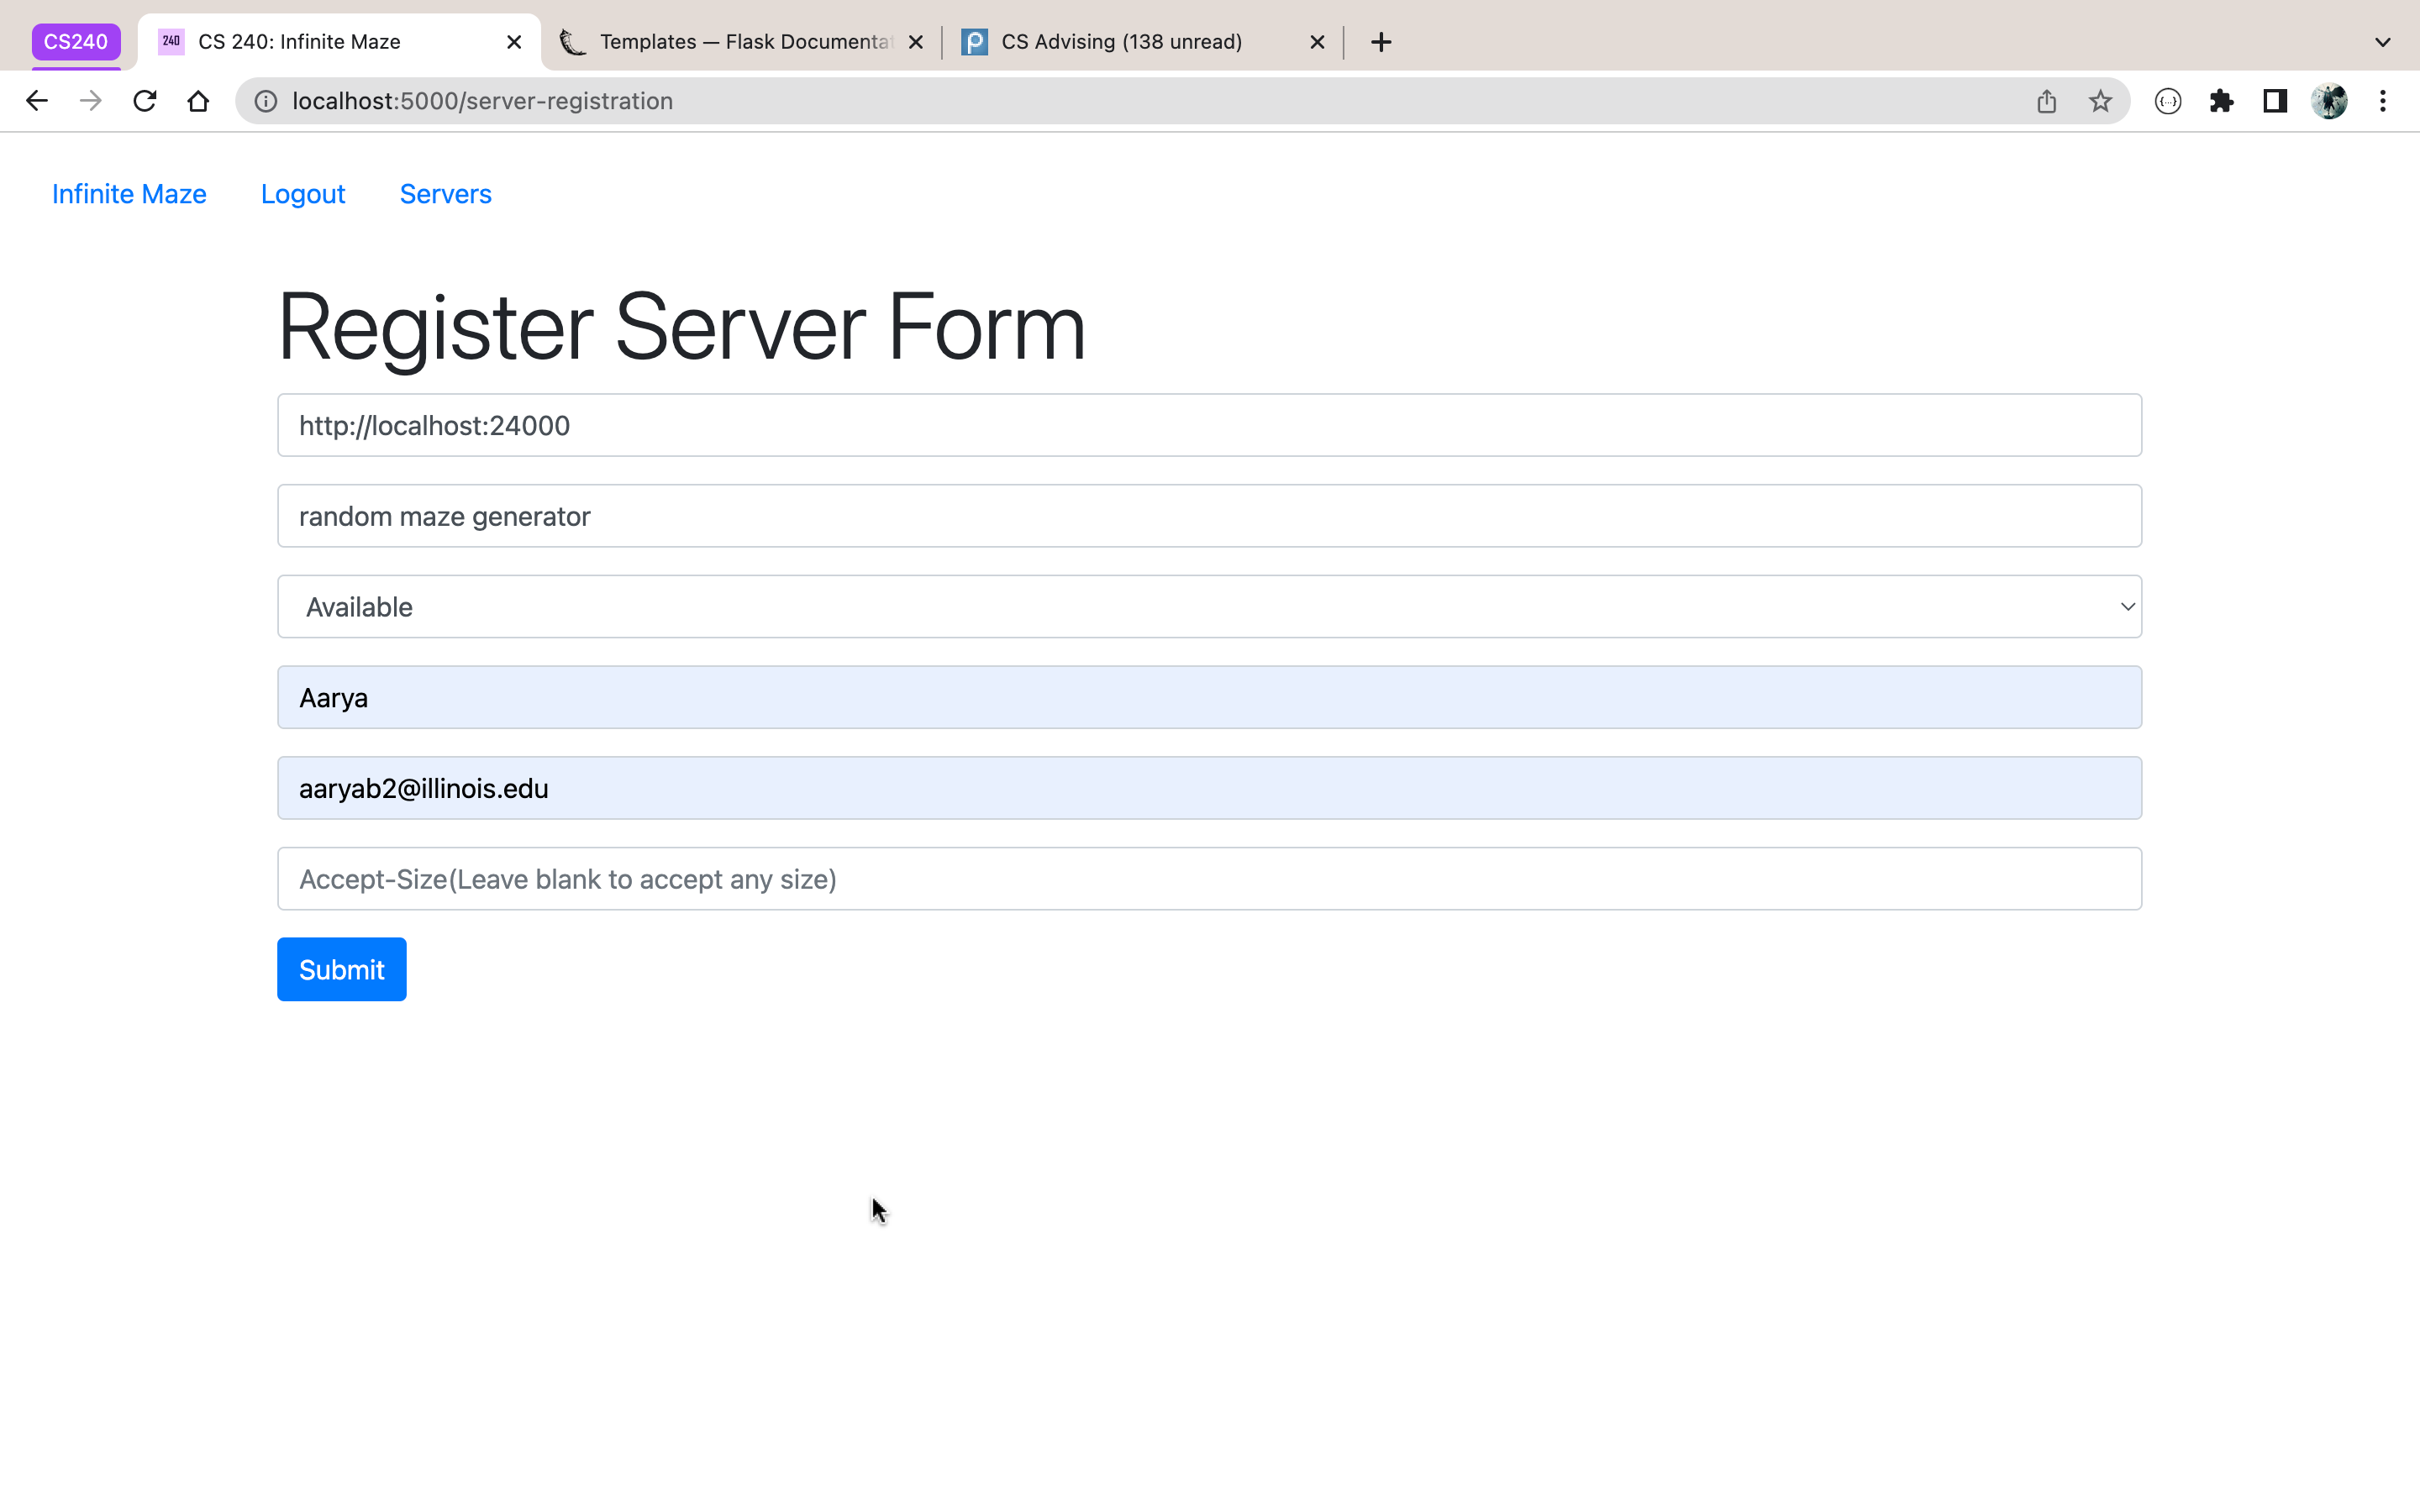 CS240
240
CS 240: Infinite Maze
Templates — Flask Documenta
CS Advising (138 unread)
localhost:5000/server-registration
Infinite Maze
Logout
Servers
Register Server Form
http://localhost:24000
random maze generator
Available
Aarya
aaryab2@illinois.edu
Accept-Size(Leave blank to accept any size)
Submit